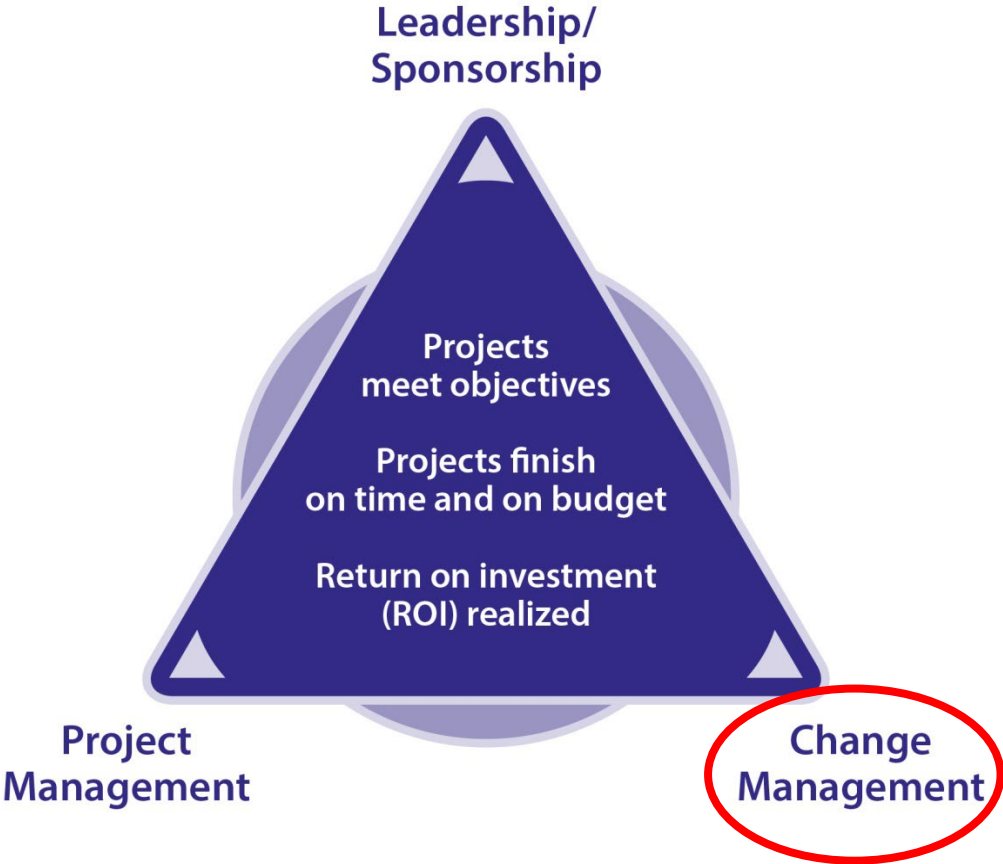 Leadership/
Sponsorship
Projects
meet objectives
Projects finish
on time and on budget
Return on investment
(ROI) realized
Project
Management
Change
Management